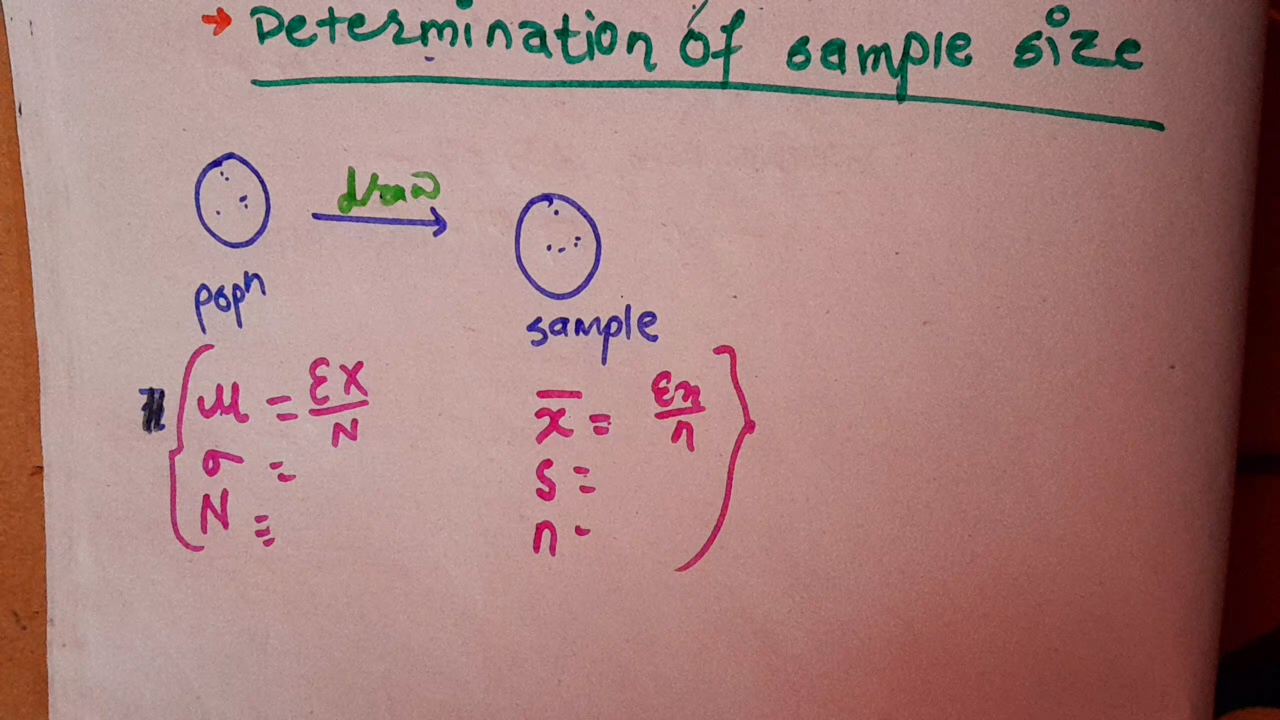 → Determination of sample size
draw
popn
sample
μ = ΣX/N
σ =
N =
x̄ = Σx/n
s =
n =